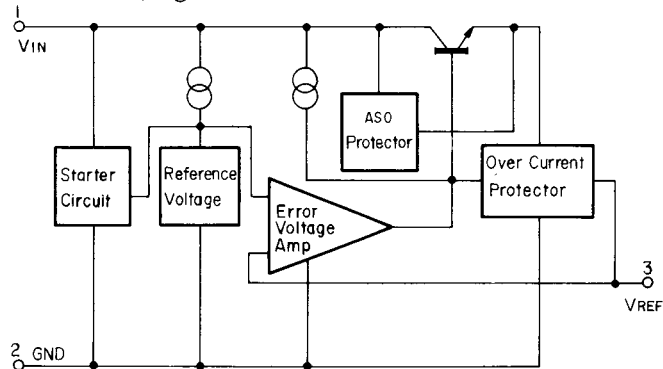 1
VIN
ASO
Protector
Starter
Circuit
Reference
Voltage
Over Current
Protector
Error
Voltage
Amp
3
VREF
2 GND